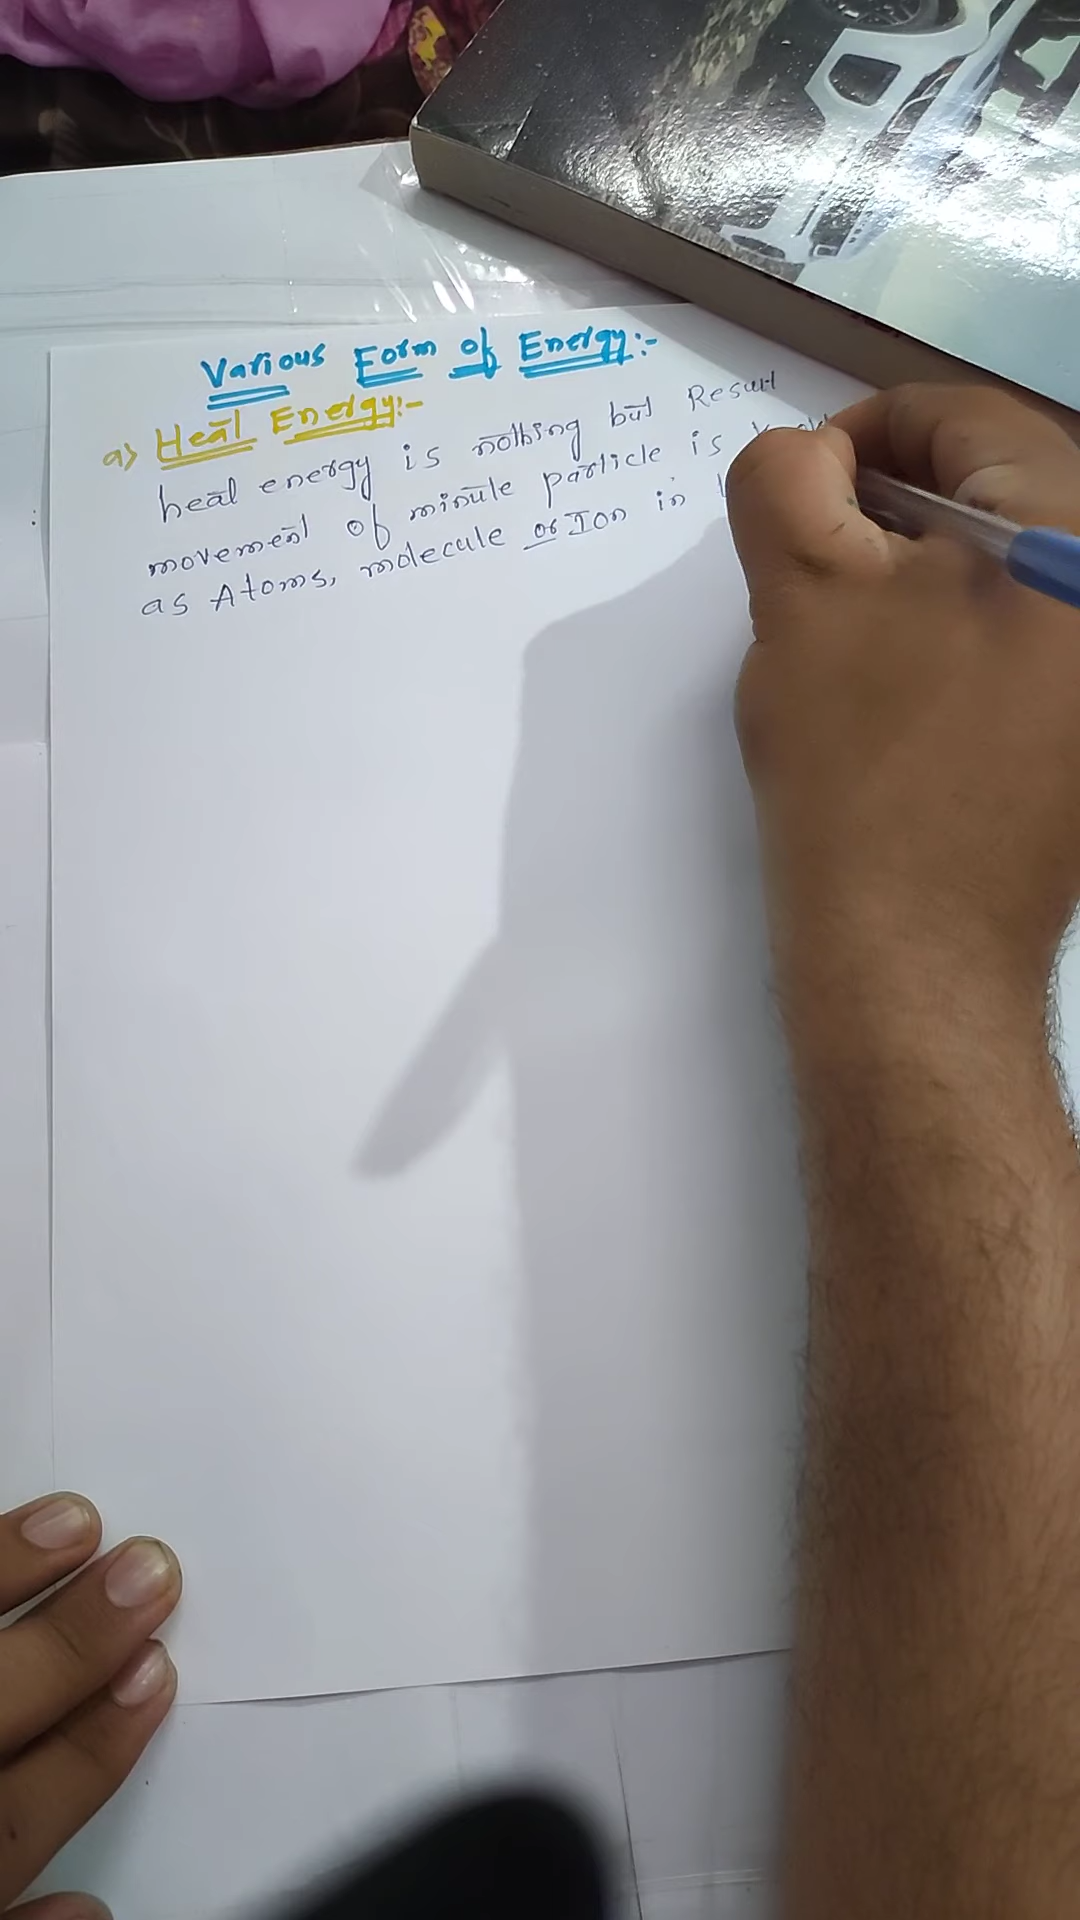 Various Form of Energy:-
a) Heat Energy:-
heat energy is nothing but Result
movement of minute particle is
as Atoms, molecule or Ion in